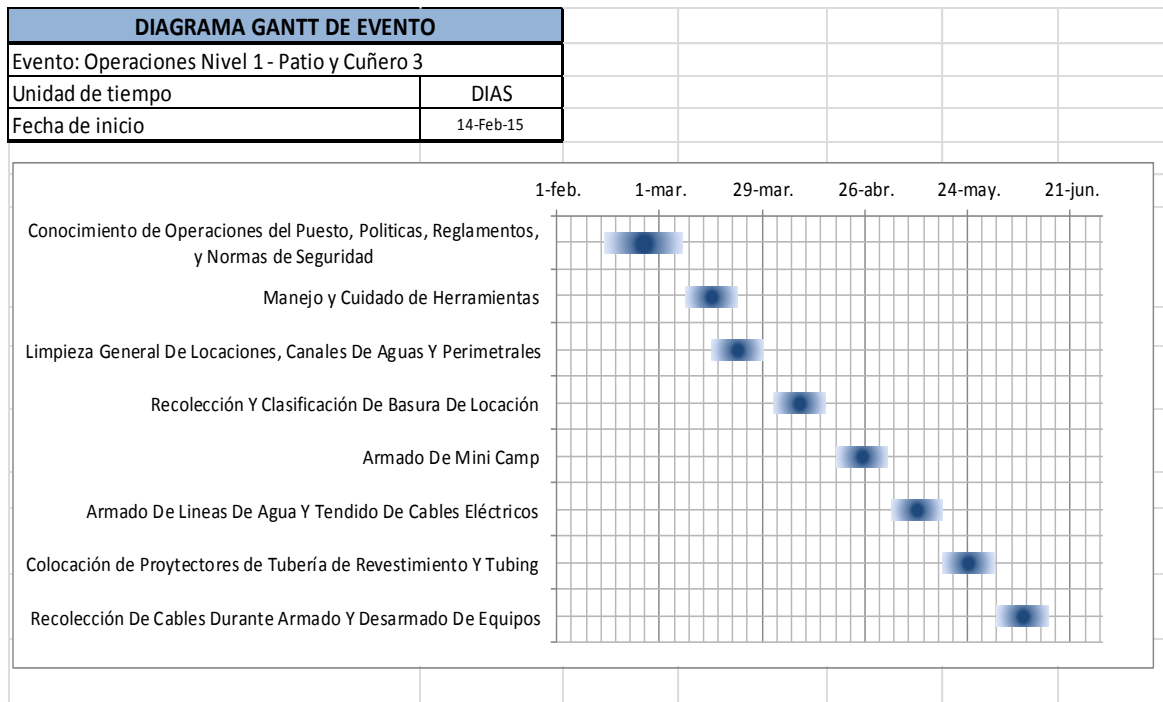 DIAGRAMA GANTT DE EVENTO
Evento: Operaciones Nivel 1 - Patio y Cuñero 3
Unidad de tiempo DIAS
Fecha de inicio 14-Feb-15
1-feb. 1-mar. 29-mar. 26-abr. 24-may. 21-jun.
Conocimiento de Operaciones del Puesto, Politicas, Reglamentos,
y Normas de Seguridad
Manejo y Cuidado de Herramientas
Limpieza General De Locaciones, Canales De Aguas Y Perimetrales
Recolección Y Clasificación De Basura De Locación
Armado De Mini Camp
Armado De Lineas De Agua Y Tendido De Cables Eléctricos
Colocación de Proytectores de Tubería de Revestimiento Y Tubing
Recolección De Cables Durante Armado Y Desarmado De Equipos